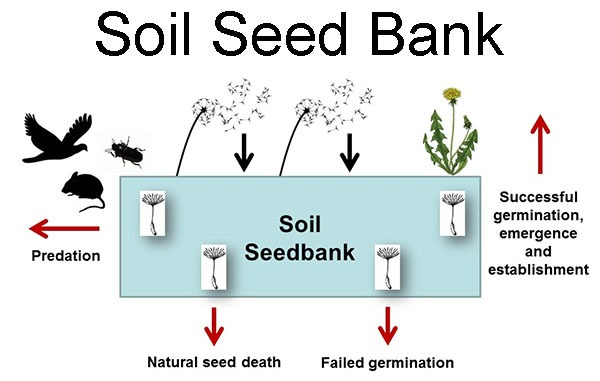 Soil Seed Bank
Soil
Seedbank
Predation
Successful
germination,
emergence
and
establishment
Natural seed death
Failed germination